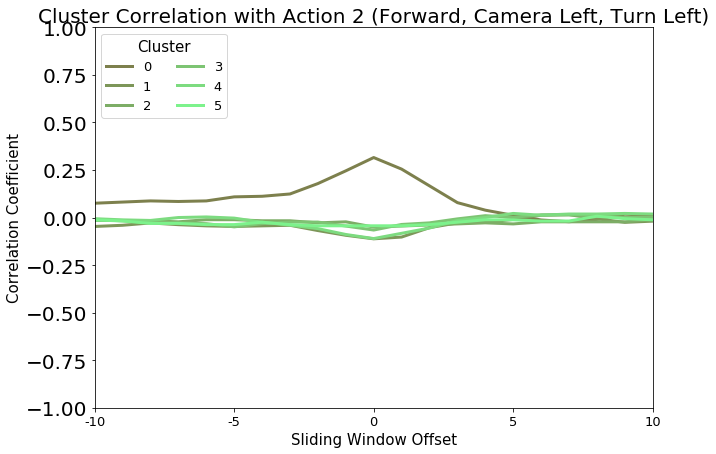 Cluster Correlation with Action 2 (Forward, Camera Left, Turn Left)
Cluster
0 3
1 4
2 5
Correlation Coefficient
1.00
0.75
0.50
0.25
0.00
−0.25
−0.50
−0.75
−1.00
-10 -5 0 5 10
Sliding Window Offset